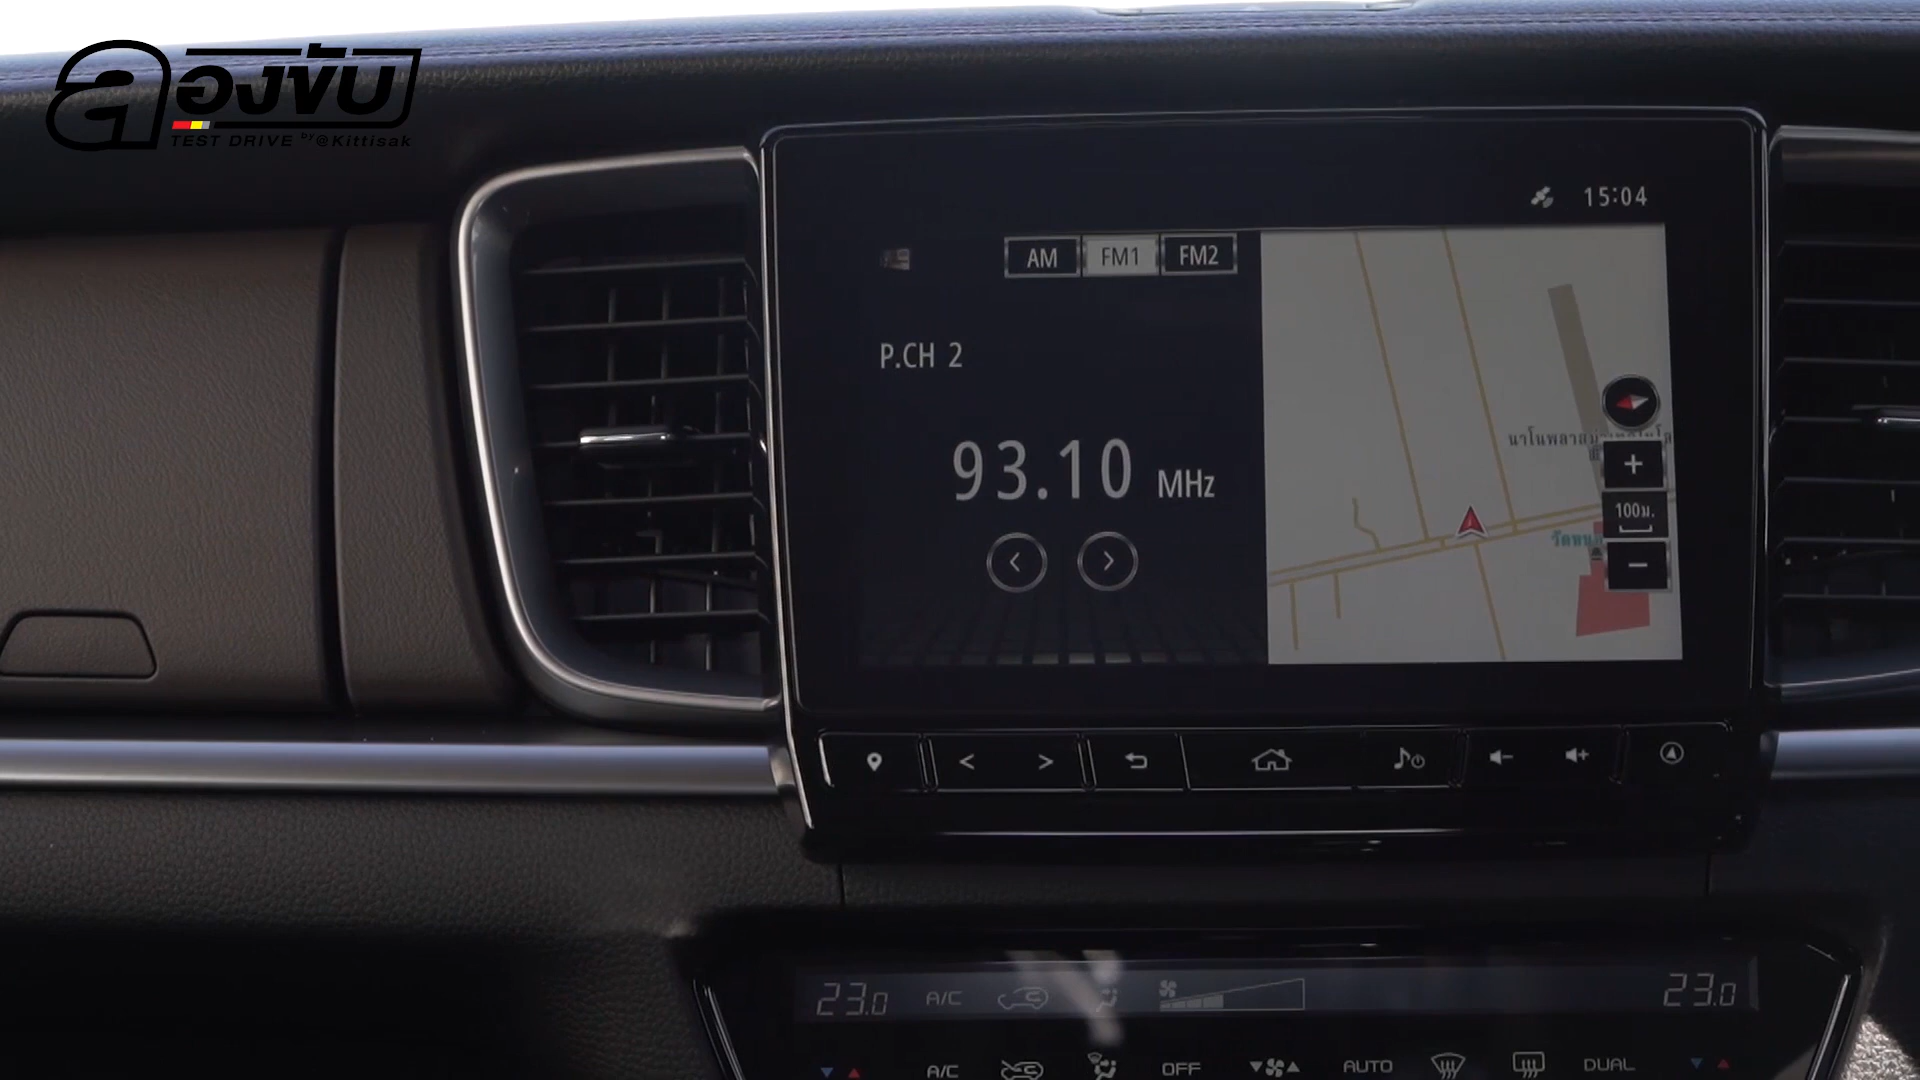 ลองขับ
TEST DRIVE by @Kittisak
15:04
AM FM1 FM2
P.CH 2
93.10 MHz
100ม.
23.0 A/C 23.0
A/C OFF AUTO DUAL